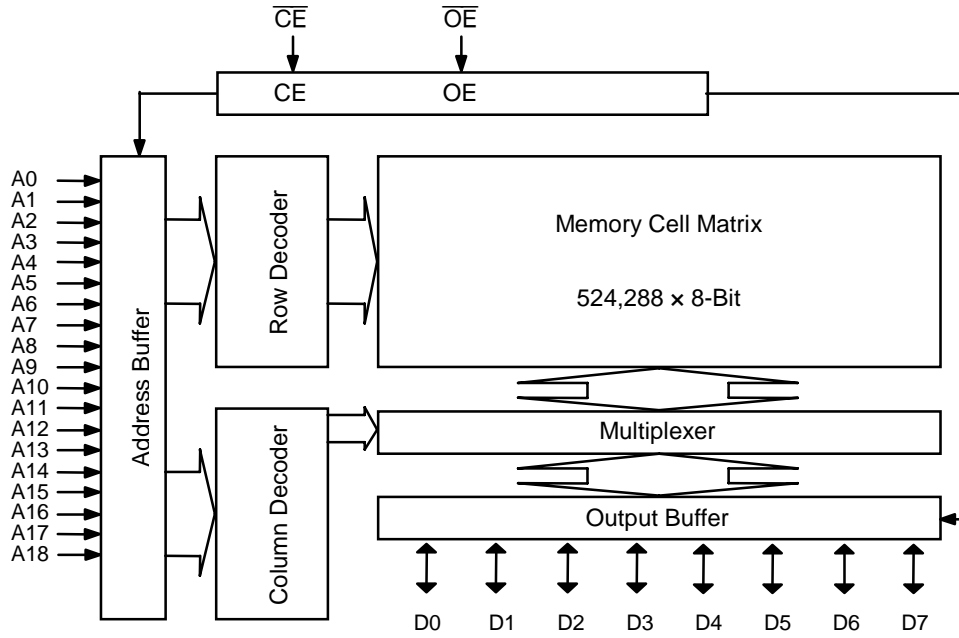 C̅E̅ O̅E̅
CE OE
A0
A1
A2
A3
A4
A5
A6
A7
A8
A9
A10
A11
A12
A13
A14
A15
A16
A17
A18
Address Buffer
Row Decoder
Column Decoder
Memory Cell Matrix
524,288 × 8-Bit
Multiplexer
Output Buffer
D0 D1 D2 D3 D4 D5 D6 D7